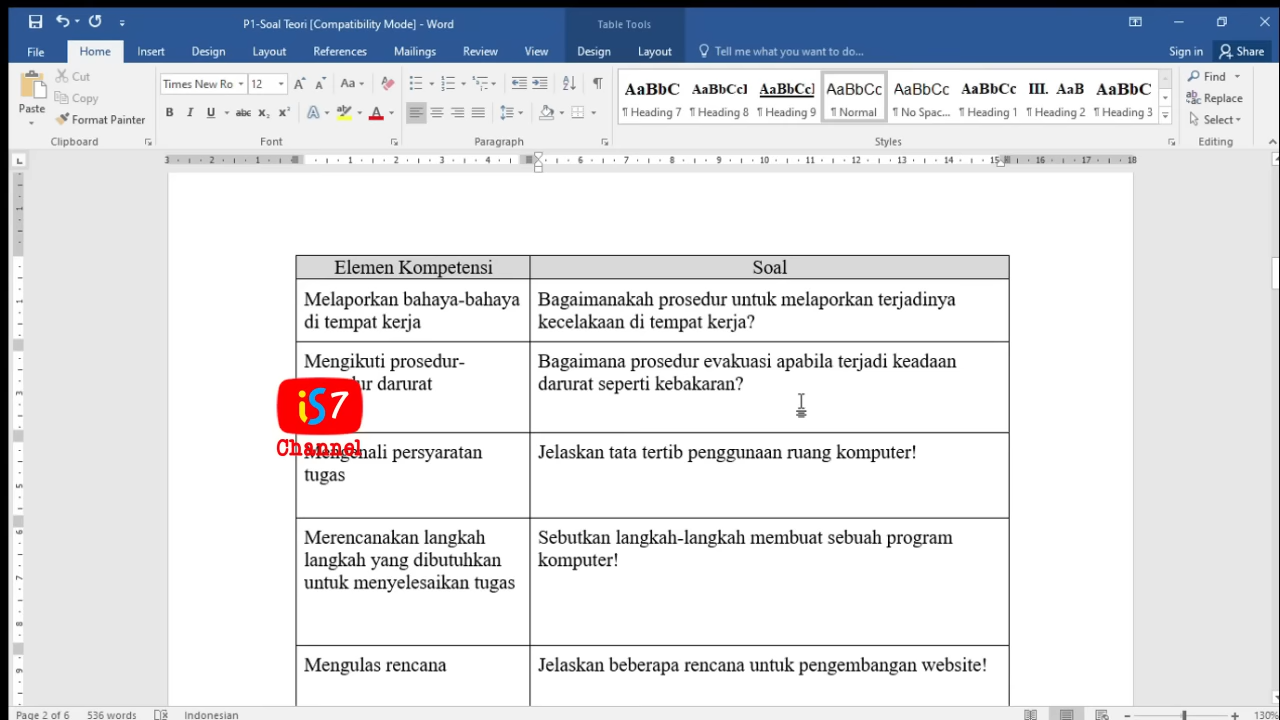 P1-Soal Teori [Compatibility Mode] - Word
Table Tools
File Home Insert Design Layout References Mailings Review View Design Layout Tell me what you want to do... Sign in Share
Paste
Cut
Copy
Format Painter
Clipboard
Times New Ro 12
Font
Paragraph
AaBbC AaBbCcI AaBbCcI AaBbCc AaBbCc AaBbCc III. AaB AaBbC
¶ Heading 7 ¶ Heading 8 ¶ Heading 9 ¶ Normal ¶ No Spac... ¶ Heading 1 ¶ Heading 2 ¶ Heading 3
Styles
Find
Replace
Select
Editing
Elemen Kompetensi
Soal
Melaporkan bahaya-bahaya
di tempat kerja
Bagaimanakah prosedur untuk melaporkan terjadinya
kecelakaan di tempat kerja?
Mengikuti prosedur-
darurat
Bagaimana prosedur evakuasi apabila terjadi keadaan
darurat seperti kebakaran?
iS7
Channel
Mengenali persyaratan
tugas
Jelaskan tata tertib penggunaan ruang komputer!
Merencanakan langkah
langkah yang dibutuhkan
untuk menyelesaikan tugas
Sebutkan langkah-langkah membuat sebuah program
komputer!
Mengulas rencana
Jelaskan beberapa rencana untuk pengembangan website!
Page 2 of 6 536 words Indonesian 130%